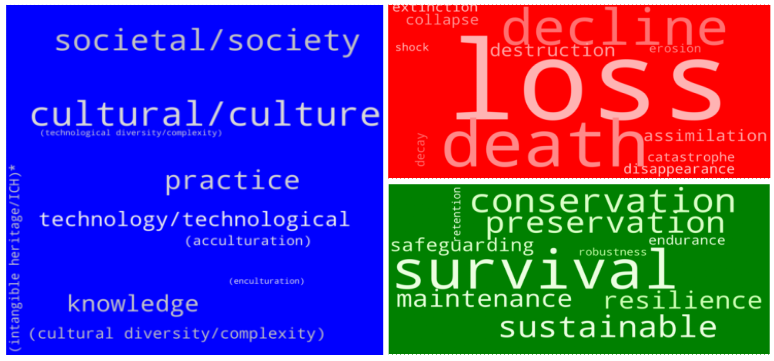 societal/society
cultural/culture
(technological diversity/complexity)
practice
technology/technological
(acculturation)
(enculturation)
knowledge
(cultural diversity/complexity)
(intangible heritage/ICH)*
extinction
collapse
decline
shock
destruction
erosion
loss
death
assimilation
decay
catastrophe
disappearance
retention
conservation
preservation
safeguarding
endurance
robustness
survival
maintenance
resilience
sustainable